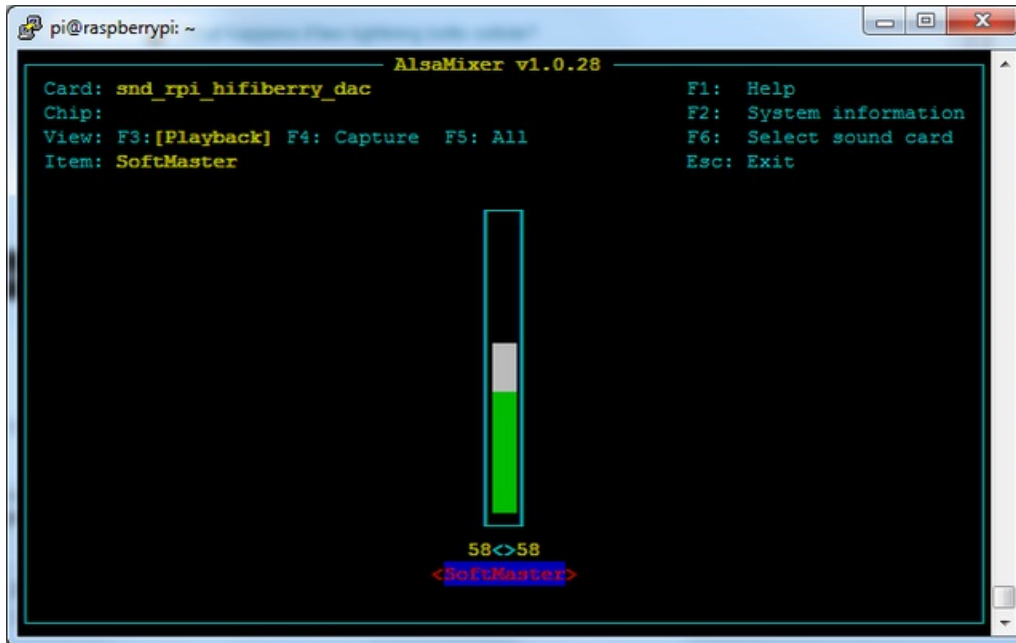 pi@raspberrypi: ~
AlsaMixer v1.0.28
Card: snd_rpi_hifiberry_dac F1: Help
Chip: F2: System information
View: F3:[Playback] F4: Capture F5: All F6: Select sound card
Item: SoftMaster Esc: Exit
58<>58
<SoftMaster>